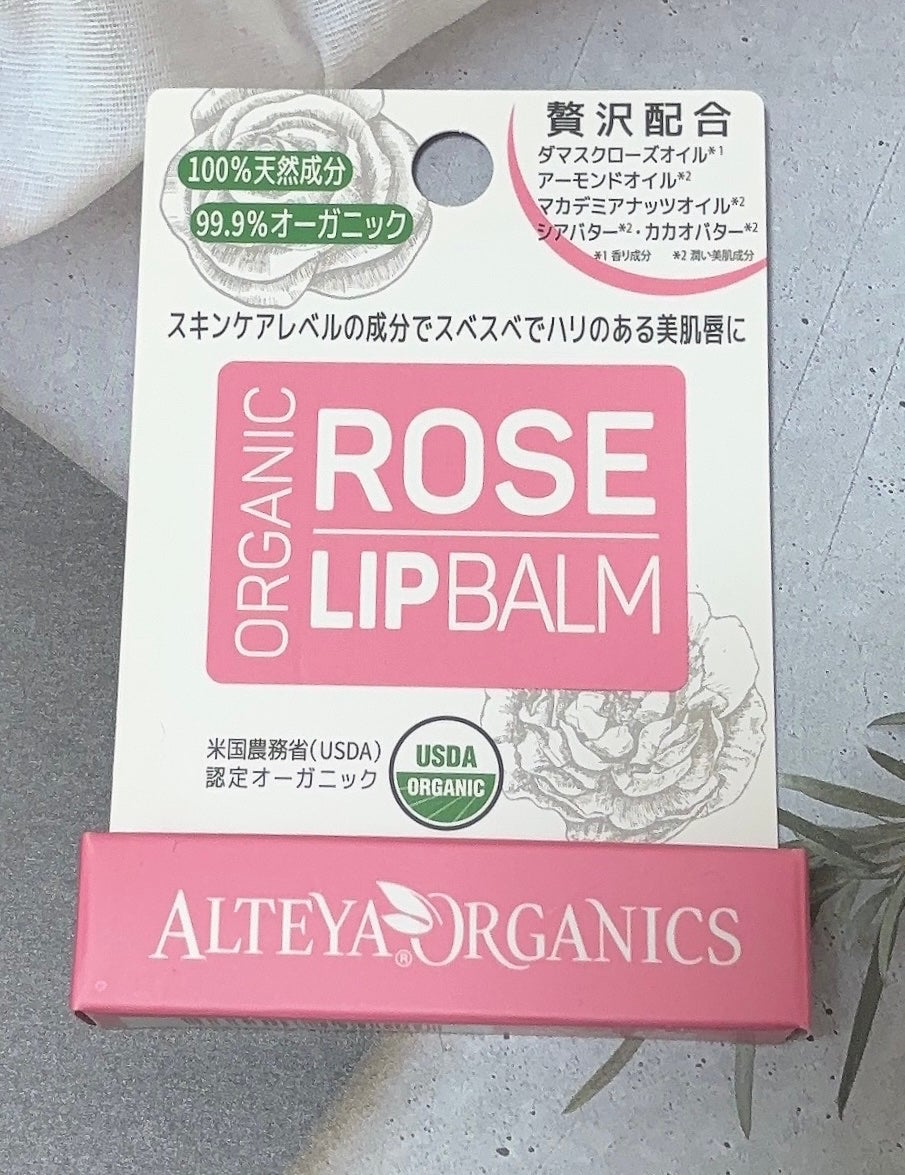 100%天然成分
99.9%オーガニック
贅沢配合
ダマスクローズオイル*1
アーモンドオイル*2
マカデミアナッツオイル*2
シアバター*2・カカオバター*2
*1 香り成分 *2 潤い美肌成分
スキンケアレベルの成分でスベスベでハリのある美肌唇に
ORGANIC
ROSE
LIPBALM
米国農務省(USDA)
認定オーガニック
USDA
ORGANIC
ALTEYA ORGANICS®